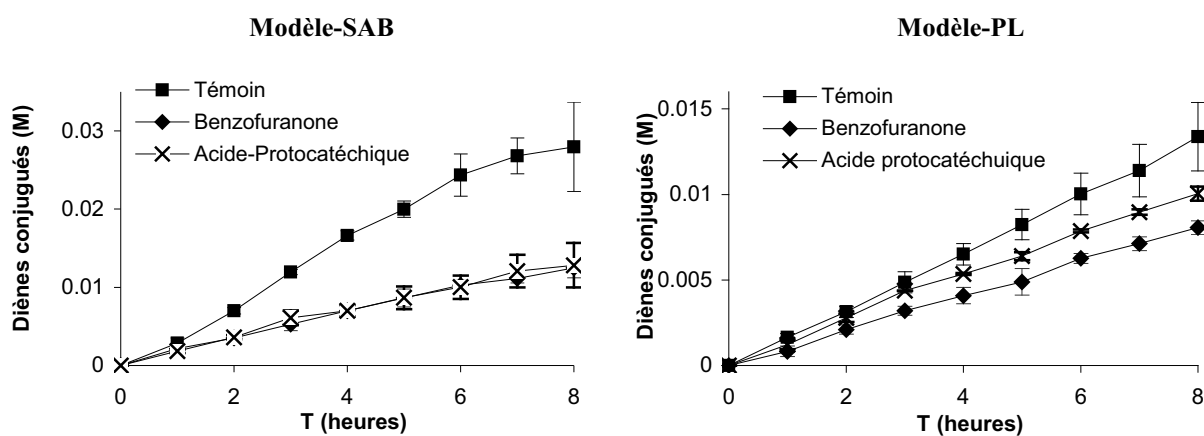 Modèle-SAB
Témoin
Benzofuranone
Acide-Protocatéchique
Diènes conjugués (M)
0.03
0.02
0.01
0
0 2 4 6 8
T (heures)
Modèle-PL
Témoin
Benzofuranone
Acide protocatéchuique
Diènes conjugués (M)
0.015
0.010
0.005
0
0 2 4 6 8
T (heures)